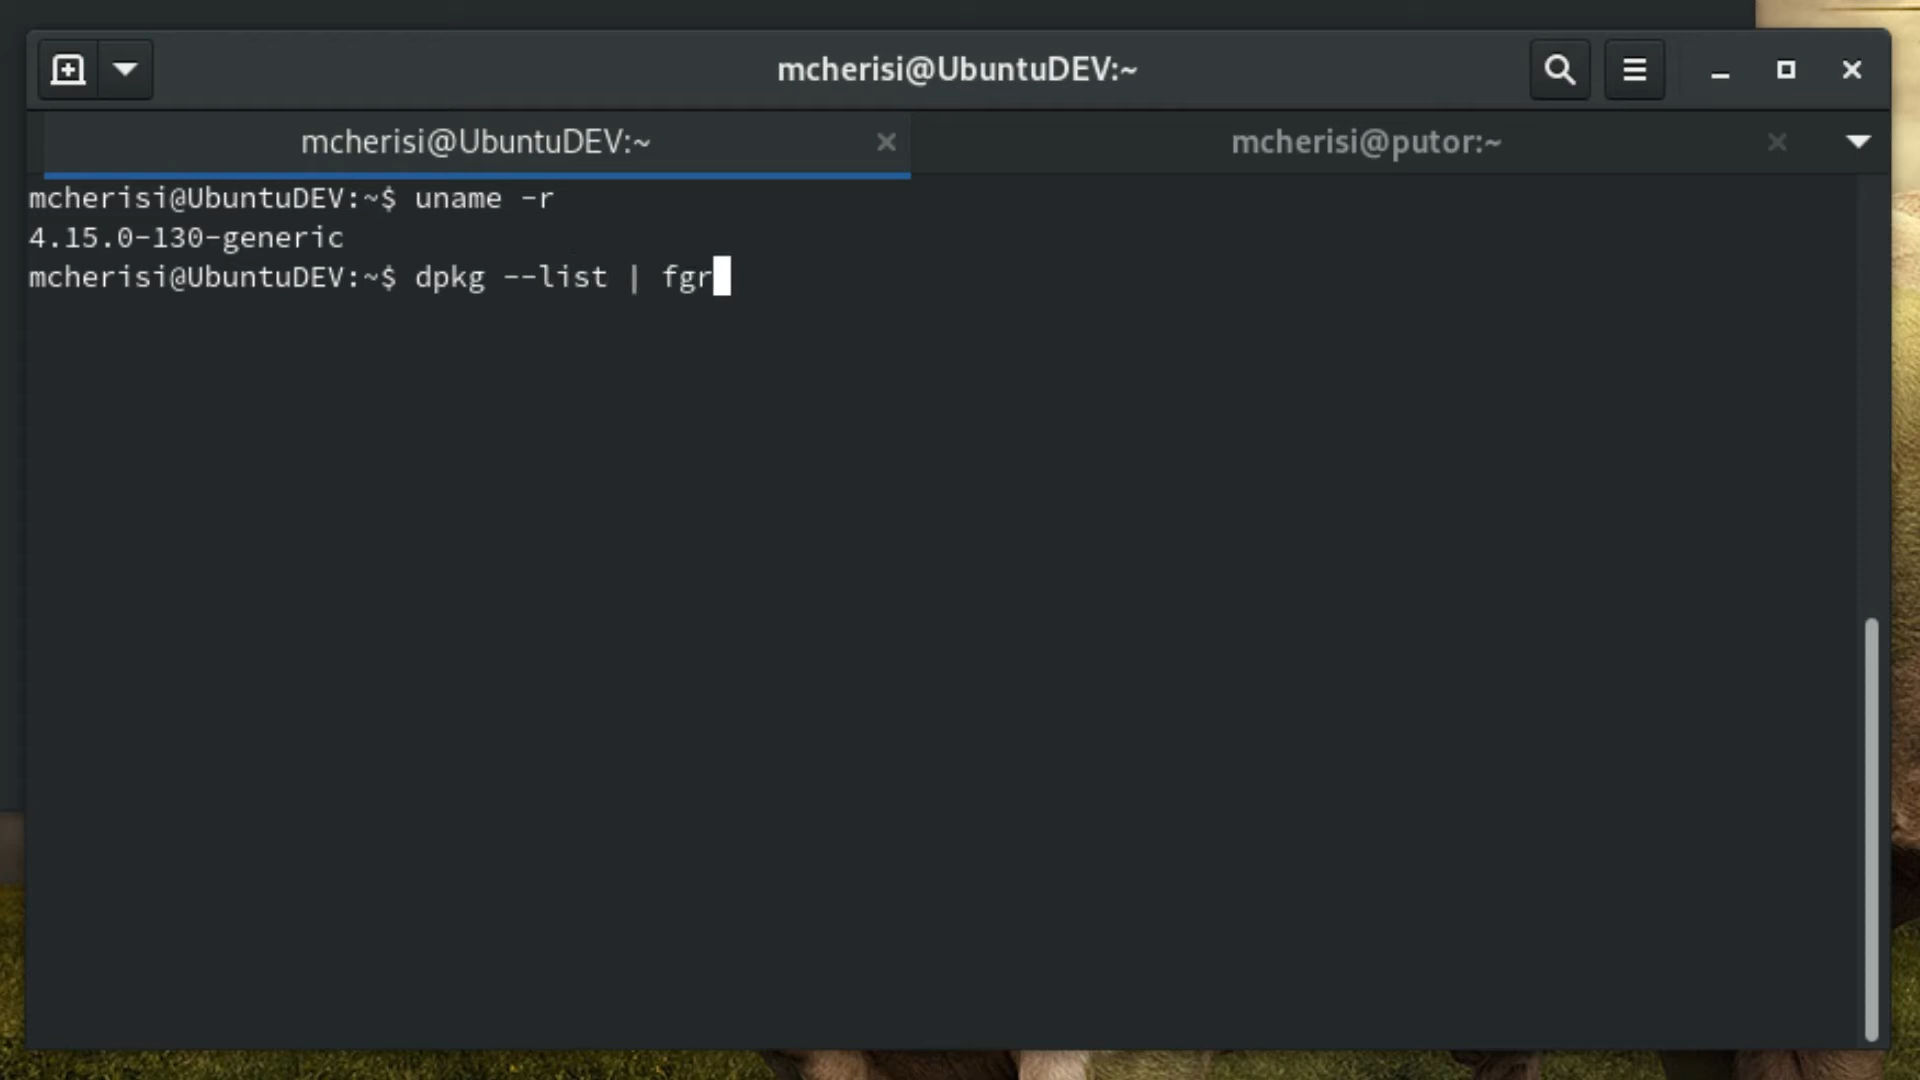 mcherisi@UbuntuDEV:~
mcherisi@UbuntuDEV:~
mcherisi@putor:~
mcherisi@UbuntuDEV:~$ uname -r
4.15.0-130-generic
mcherisi@UbuntuDEV:~$ dpkg --list | fgr